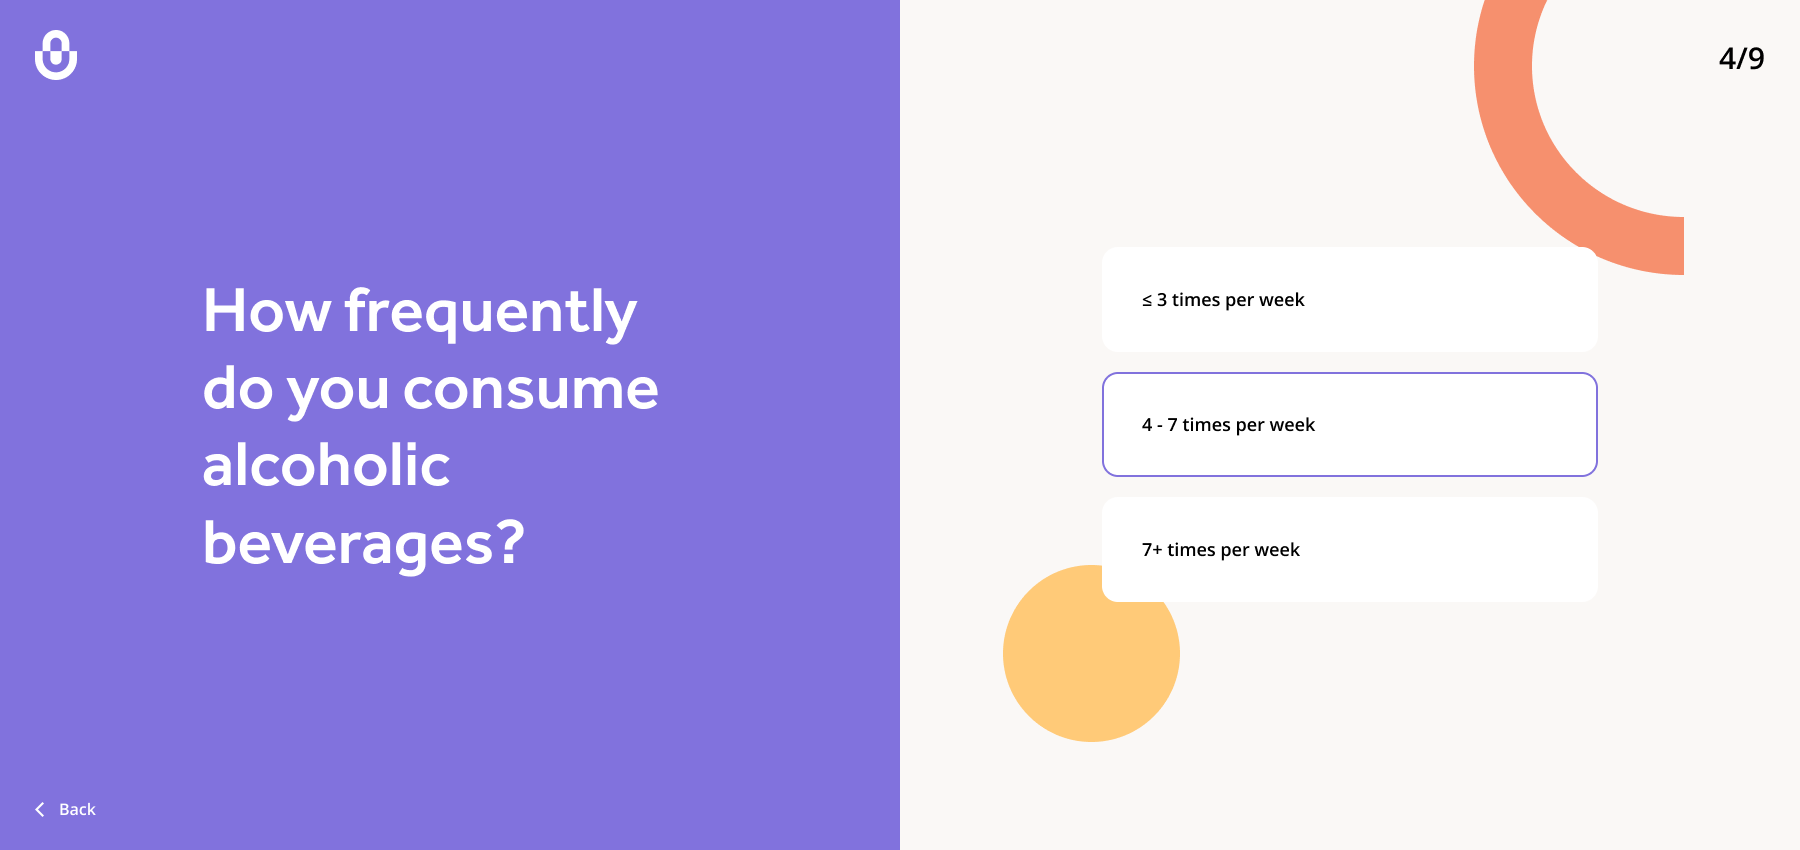 How frequently
do you consume
alcoholic
beverages?
Back
4/9
≤ 3 times per week
4 - 7 times per week
7+ times per week